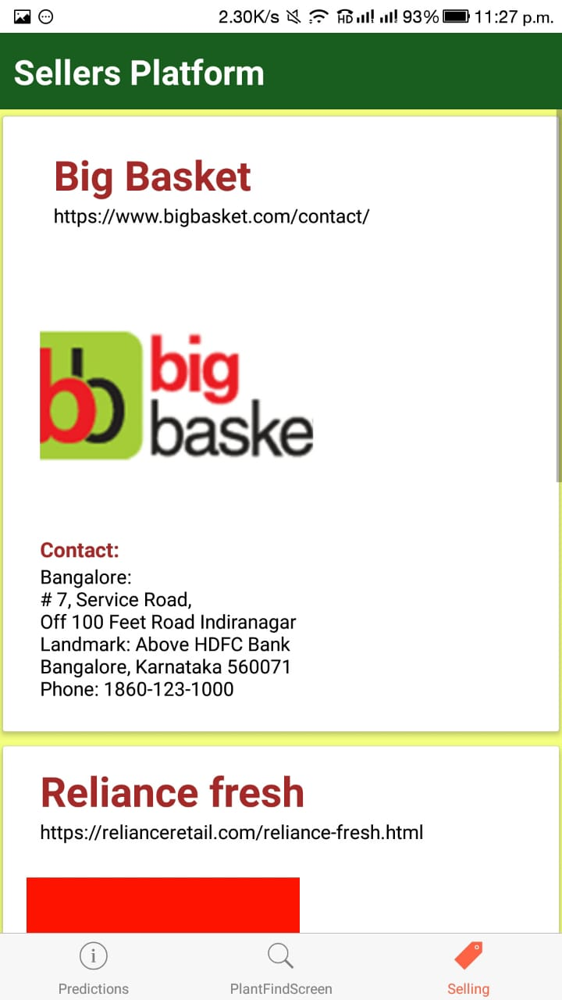 2.30K/s HD 93% 11:27 p.m.
Sellers Platform
Big Basket
https://www.bigbasket.com/contact/
bb big
baske
Contact:
Bangalore:
# 7, Service Road,
Off 100 Feet Road Indiranagar
Landmark: Above HDFC Bank
Bangalore, Karnataka 560071
Phone: 1860-123-1000
Reliance fresh
https://relianceretail.com/reliance-fresh.html
Predictions
PlantFindScreen
Selling